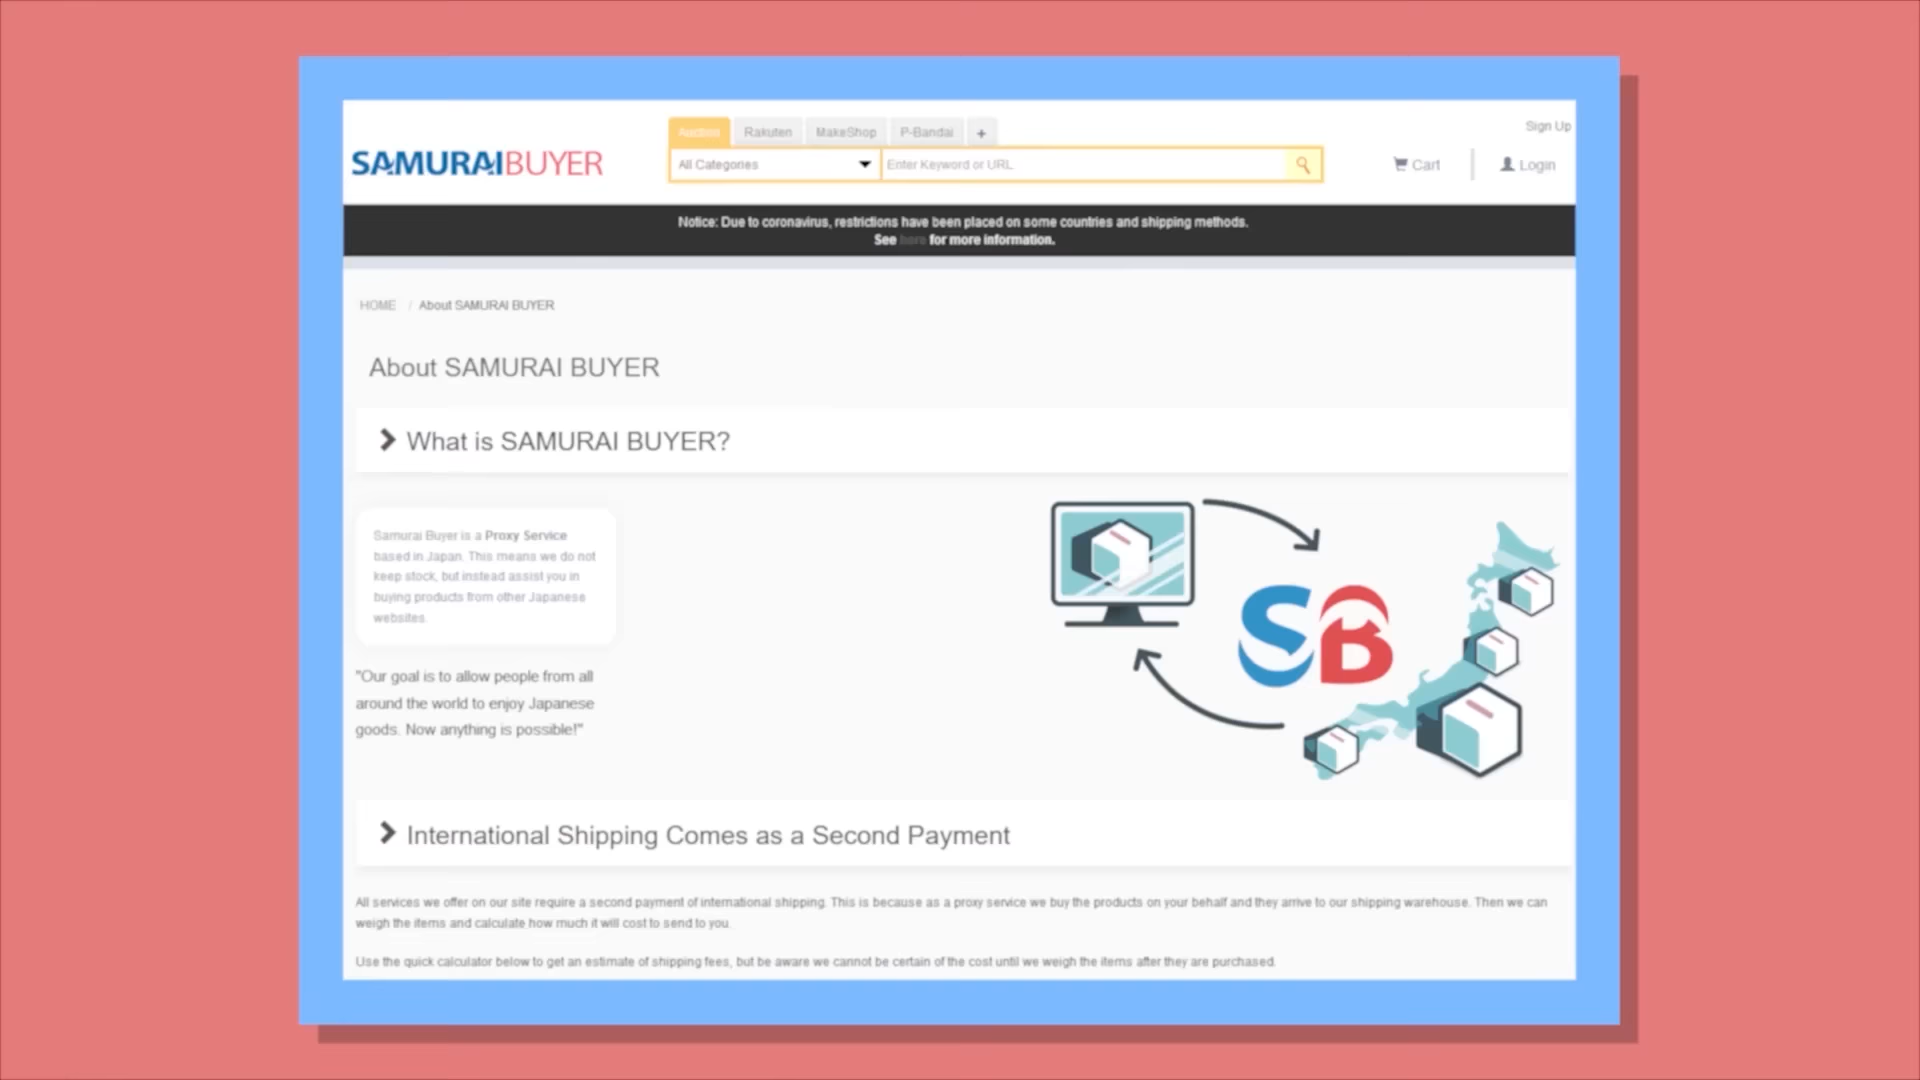 SAMURAIBUYER
Auction
Rakuten
MakeShop
P-Bandai
+
Sign Up
All Categories
Enter Keyword or URL
Cart
Login
Notice: Due to coronavirus, restrictions have been placed on some countries and shipping methods.
See here for more information.
HOME / About SAMURAI BUYER
About SAMURAI BUYER
What is SAMURAI BUYER?
Samurai Buyer is a Proxy Service
based in Japan. This means we do not
keep stock, but instead assist you in
buying products from other Japanese
websites.
SB
"Our goal is to allow people from all
around the world to enjoy Japanese
goods. Now anything is possible!"
International Shipping Comes as a Second Payment
All services we offer on our site require a second payment of international shipping. This is because as a proxy service we buy the products on your behalf and they arrive to our shipping warehouse. Then we can
weigh the items and calculate how much it will cost to send to you.
Use the quick calculator below to get an estimate of shipping fees, but be aware we cannot be certain of the cost until we weigh the items after they are purchased.